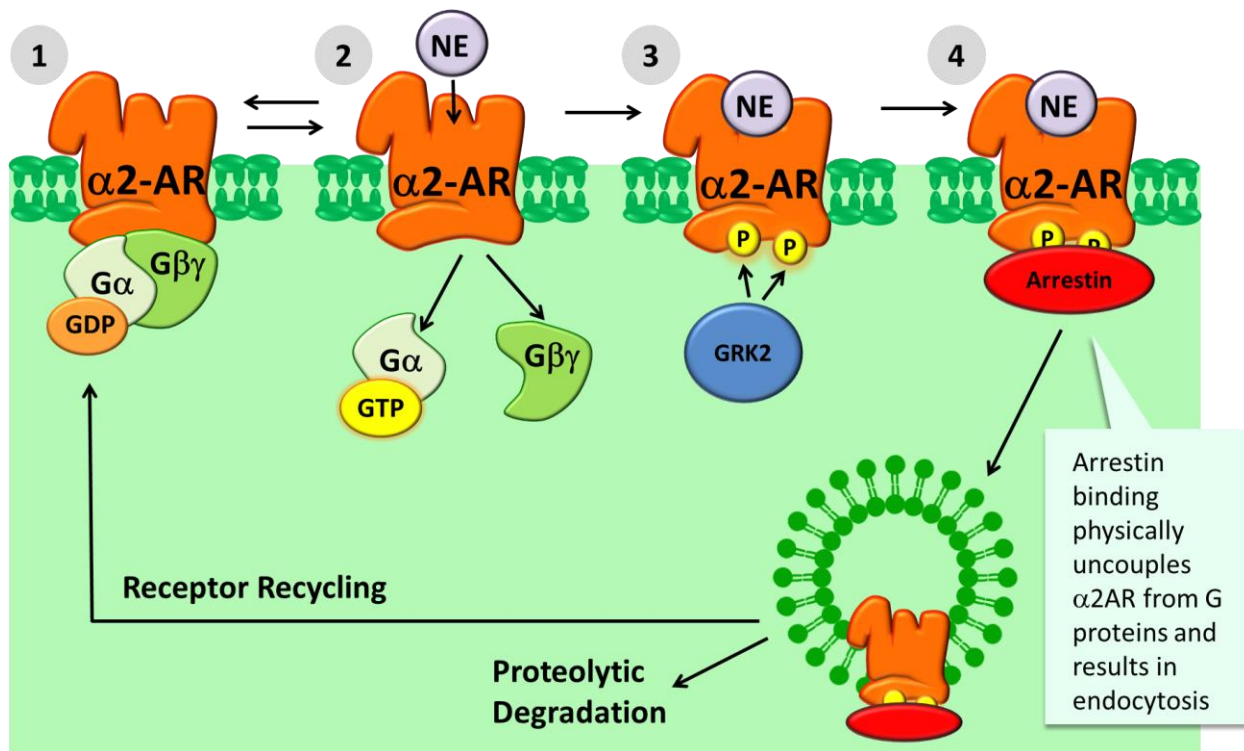 1
2
3
4
NE
NE
NE
α2-AR
α2-AR
α2-AR
α2-AR
P
P
P
P
Gα
Gβγ
GDP
Gα
Gβγ
GTP
GRK2
Arrestin
Arrestin
binding
physically
uncouples
α2AR from G
proteins and
results in
endocytosis
Receptor Recycling
Proteolytic
Degradation